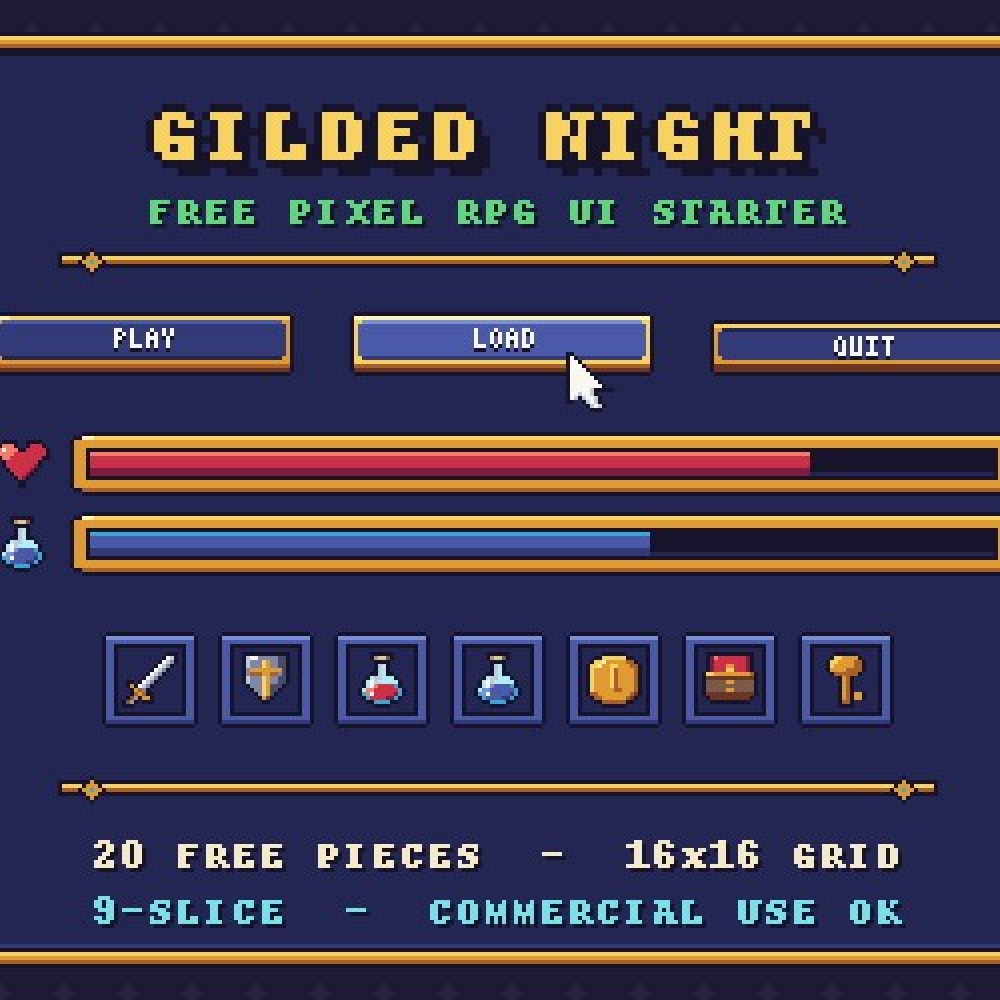 GILDED NIGHT
FREE PIXEL RPG UI STARTER
PLAY LOAD QUIT
20 FREE PIECES - 16x16 GRID
9-SLICE - COMMERCIAL USE OK